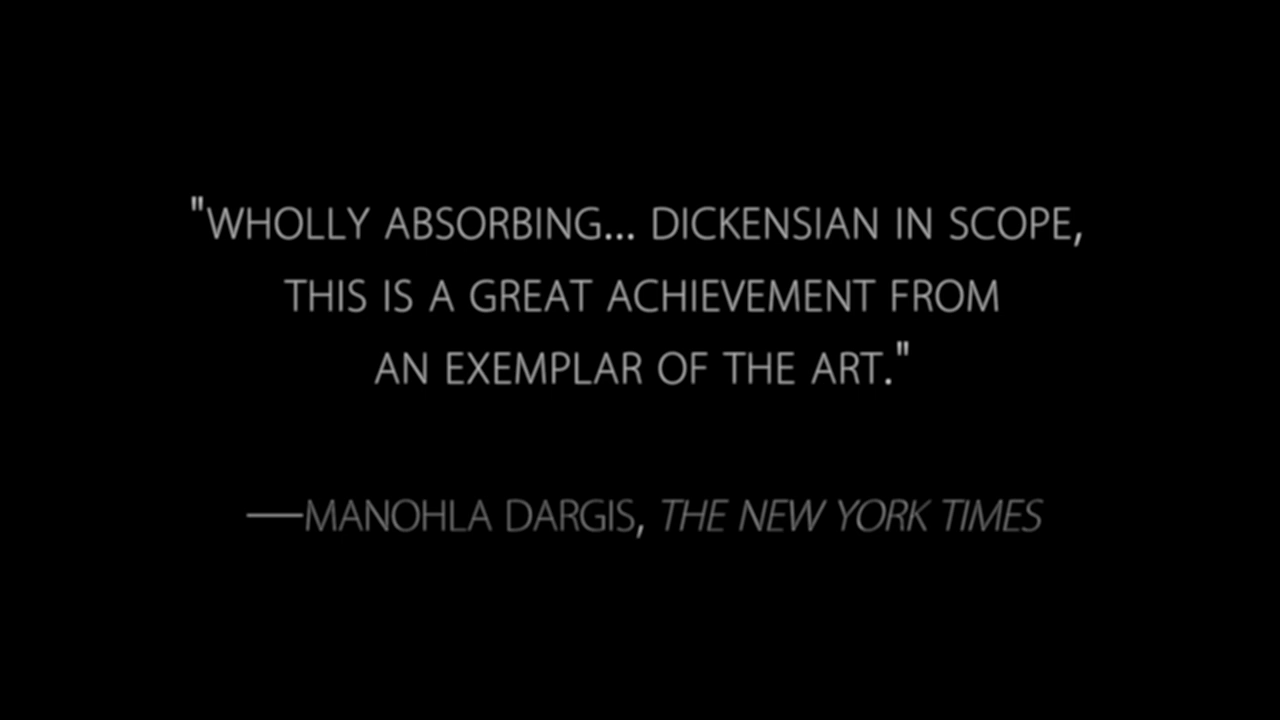 "WHOLLY ABSORBING... DICKENSIAN IN SCOPE,
THIS IS A GREAT ACHIEVEMENT FROM
AN EXEMPLAR OF THE ART."
—MANOHLA DARGIS, THE NEW YORK TIMES